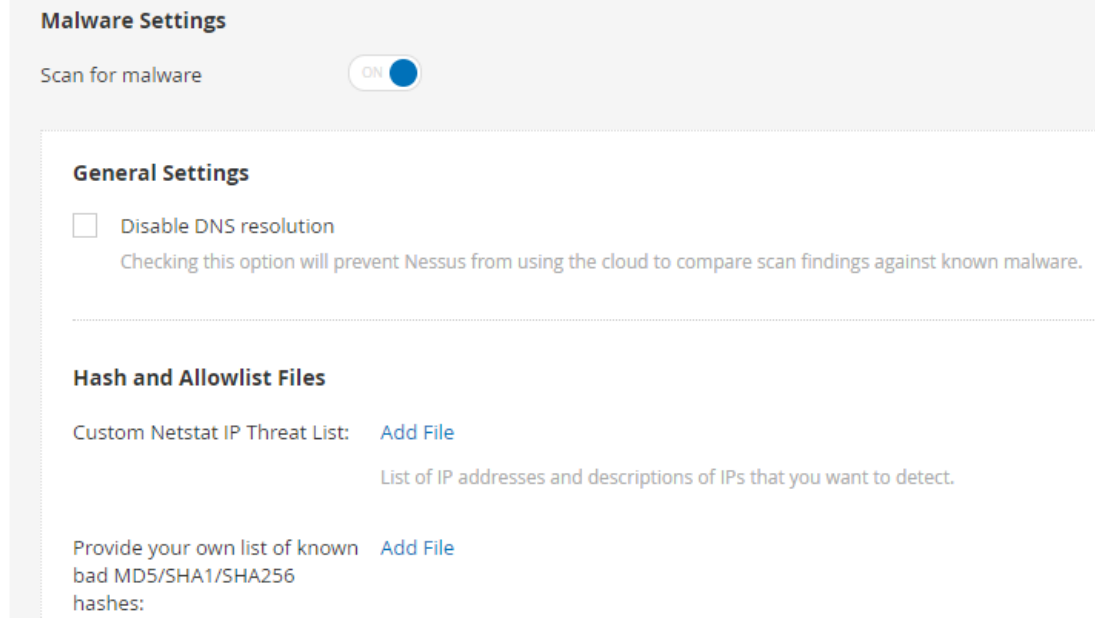 Malware Settings
Scan for malware ON
General Settings
Disable DNS resolution
Checking this option will prevent Nessus from using the cloud to compare scan findings against known malware.
Hash and Allowlist Files
Custom Netstat IP Threat List: Add File
List of IP addresses and descriptions of IPs that you want to detect.
Provide your own list of known Add File
bad MD5/SHA1/SHA256
hashes: